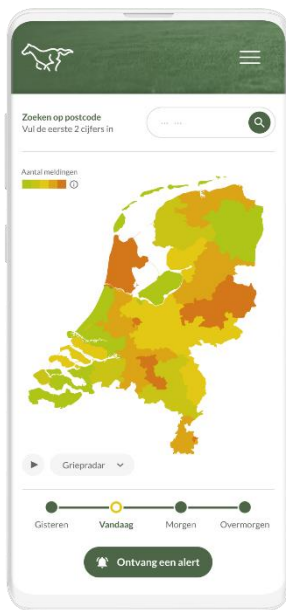 Zoeken op postcode
Vul de eerste 2 cijfers in
... ...
Aantal meldingen
Griepradar
Gisteren
Vandaag
Morgen
Overmorgen
Ontvang een alert